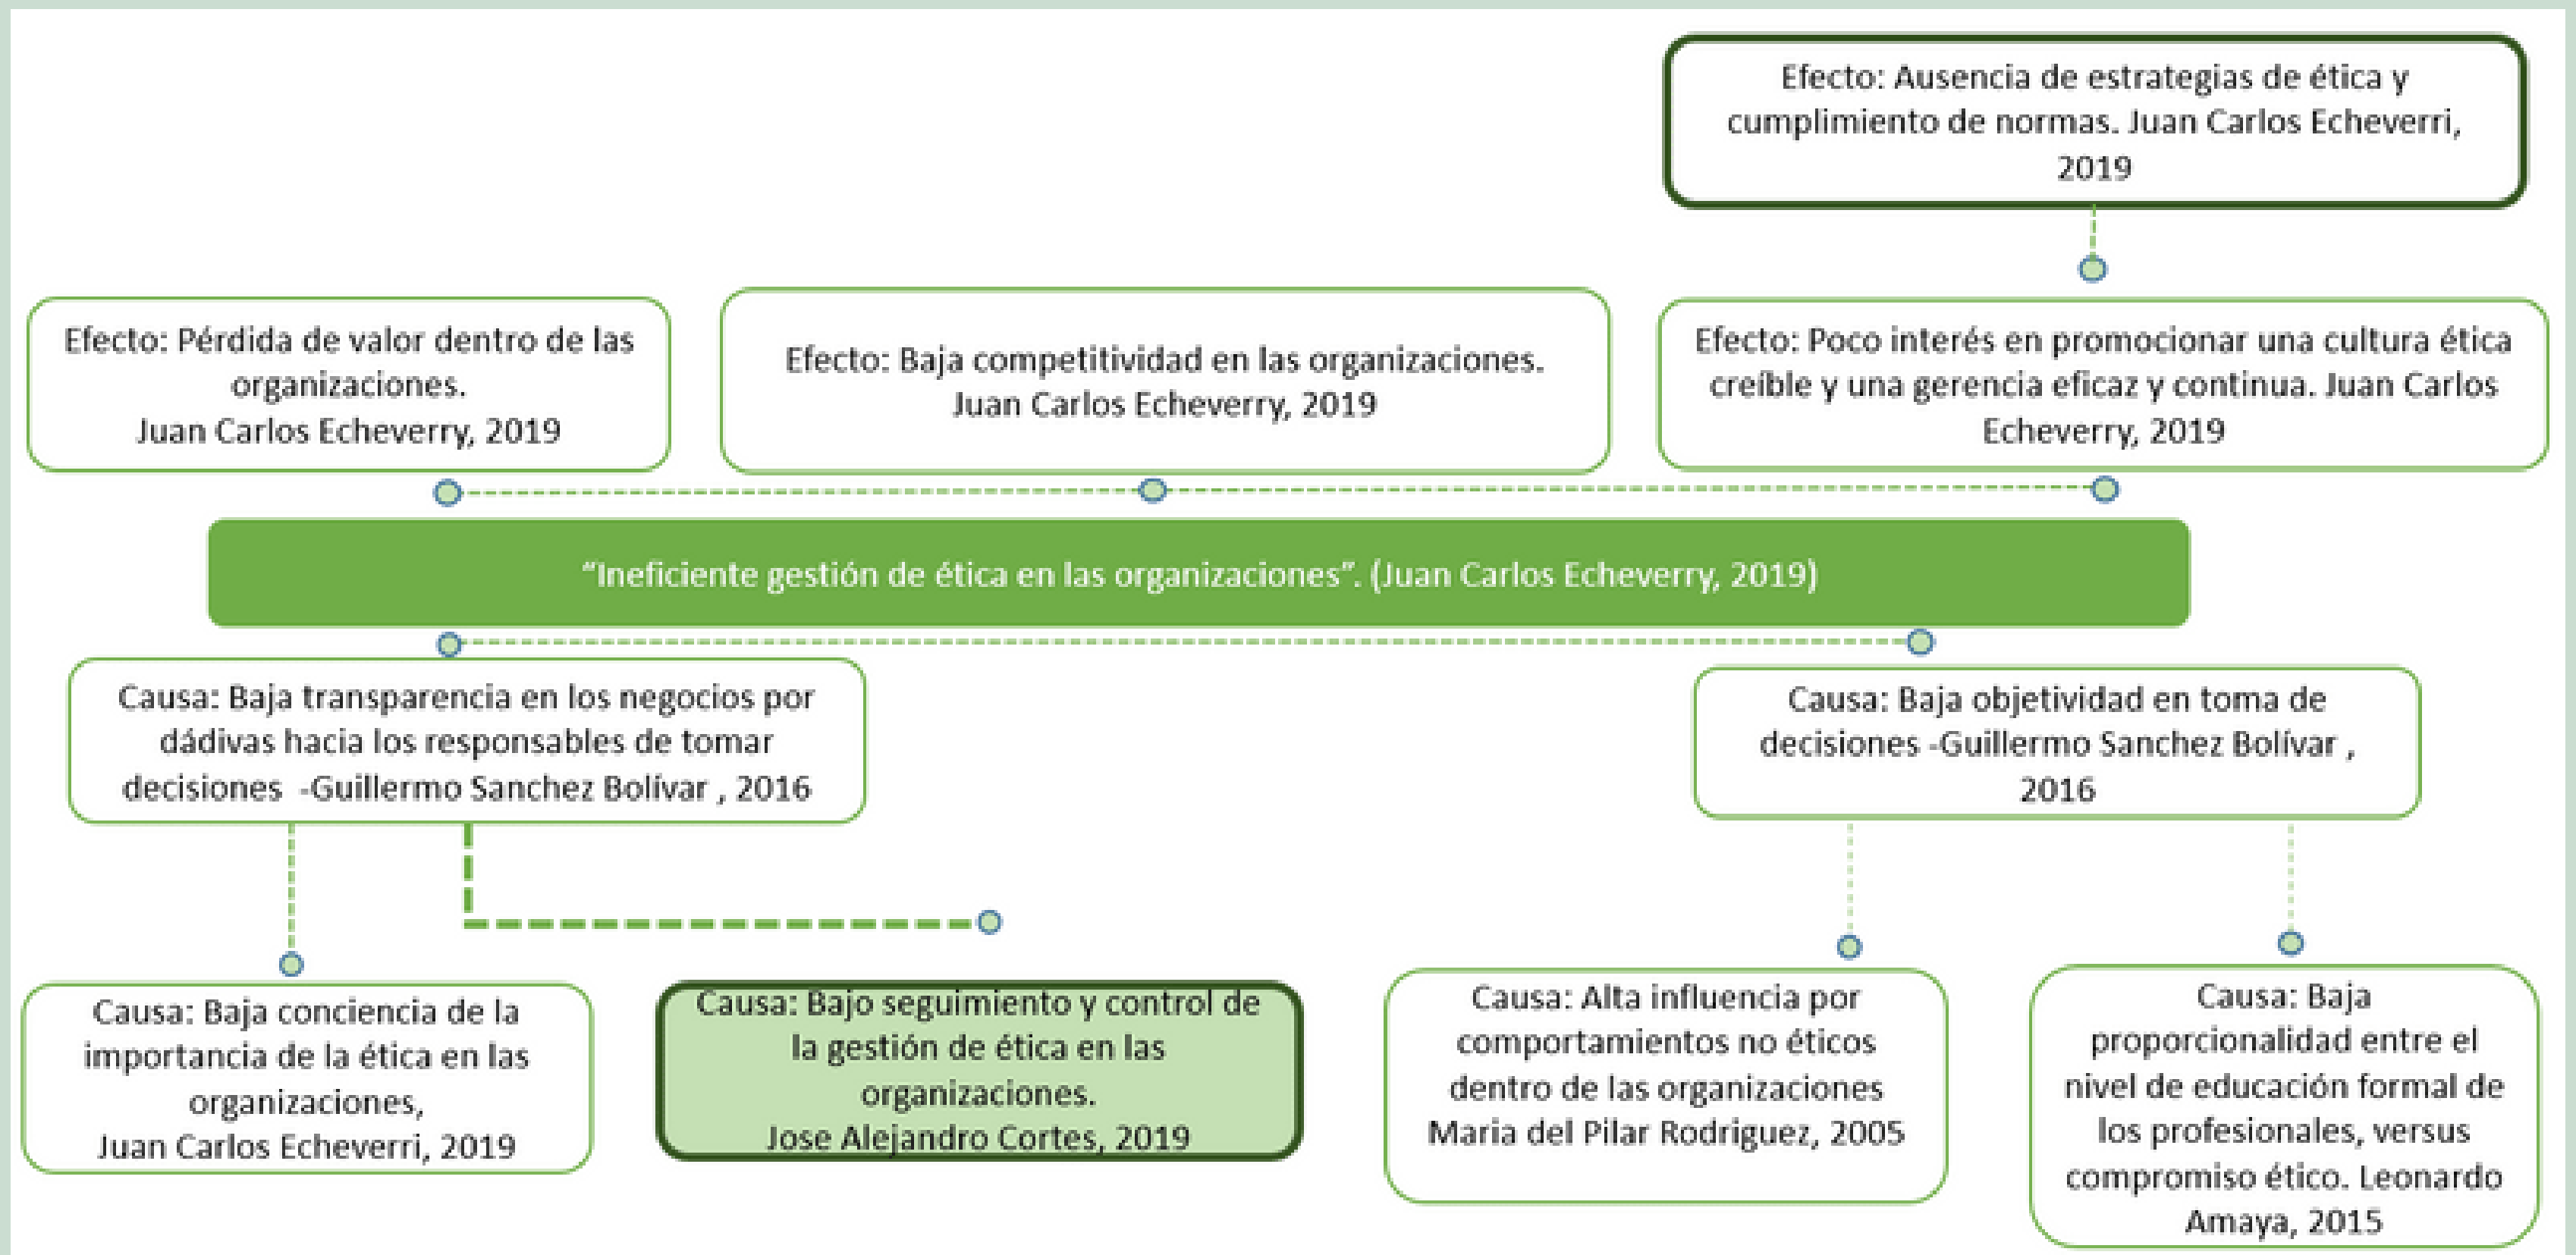 Efecto: Ausencia de estrategias de ética y
cumplimiento de normas. Juan Carlos Echeverri,
2019
Efecto: Pérdida de valor dentro de las
organizaciones.
Juan Carlos Echeverry, 2019
Efecto: Baja competitividad en las organizaciones.
Juan Carlos Echeverry, 2019
Efecto: Poco interés en promocionar una cultura ética
creíble y una gerencia eficaz y continua. Juan Carlos
Echeverry, 2019
“Ineficiente gestión de ética en las organizaciones”. (Juan Carlos Echeverry, 2019)
Causa: Baja transparencia en los negocios por
dádivas hacia los responsables de tomar
decisiones -Guillermo Sanchez Bolívar , 2016
Causa: Baja objetividad en toma de
decisiones -Guillermo Sanchez Bolívar ,
2016
Causa: Baja conciencia de la
importancia de la ética en las
organizaciones,
Juan Carlos Echeverri, 2019
Causa: Bajo seguimiento y control de
la gestión de ética en las
organizaciones.
Jose Alejandro Cortes, 2019
Causa: Alta influencia por
comportamientos no éticos
dentro de las organizaciones
Maria del Pilar Rodriguez, 2005
Causa: Baja
proporcionalidad entre el
nivel de educación formal de
los profesionales, versus
compromiso ético. Leonardo
Amaya, 2015